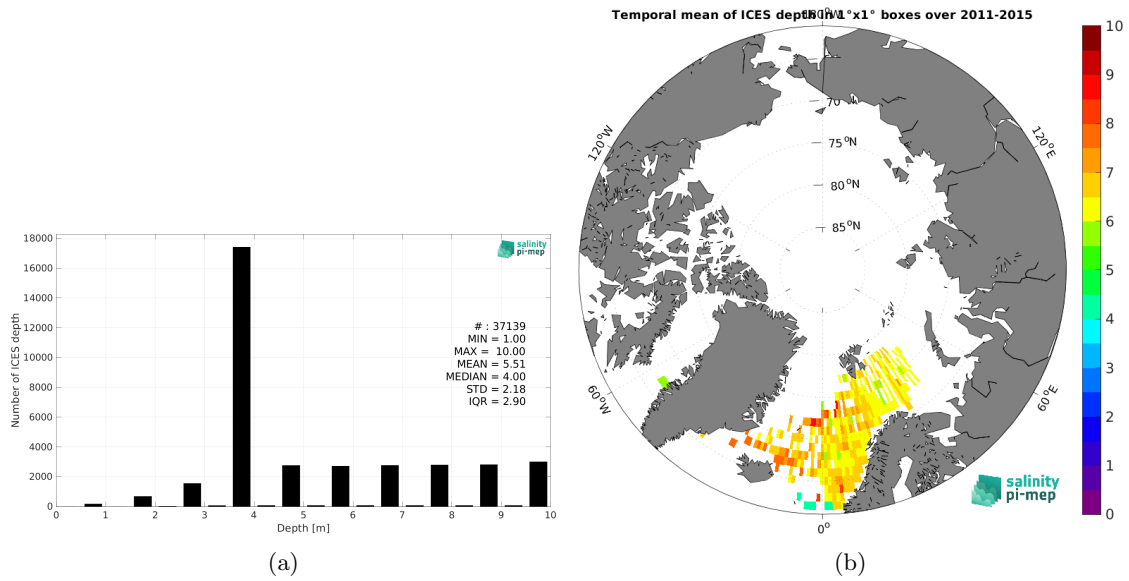 Temporal mean of ICES depth in 1°x1° boxes over 2011-2015
180°W
18000
16000
14000
12000
10000
8000
6000
4000
2000
0
Number of ICES depth
0 1 2 3 4 5 6 7 8 9 10
Depth [m]
salinity
pi-mep
# : 37139
MIN = 1.00
MAX = 10.00
MEAN = 5.51
MEDIAN = 4.00
STD = 2.18
IQR = 2.90
(a)
120°W
120°E
75°N
80°N
85°N
60°W
60°E
0°
salinity
pi-mep
10
9
8
7
6
5
4
3
2
1
0
(b)